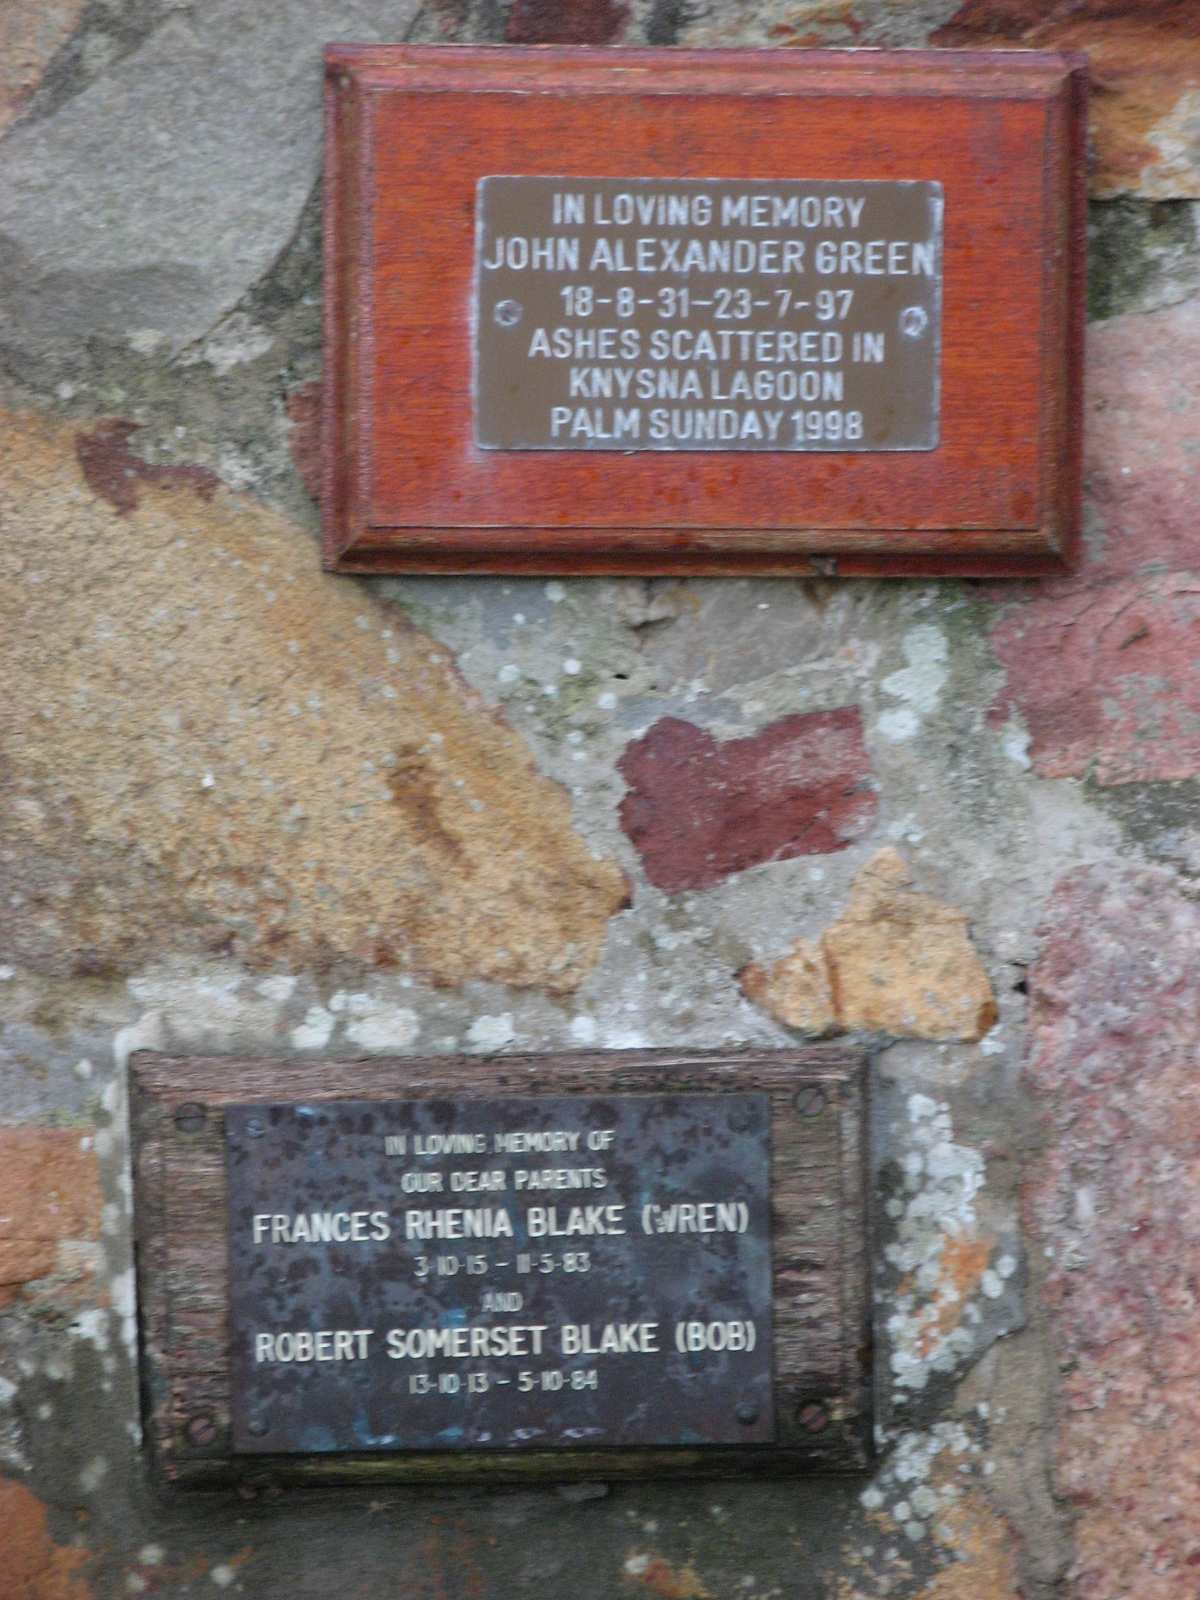 IN LOVING MEMORY
JOHN ALEXANDER GREEN
18-8-31-23-7-97
ASHES SCATTERED IN
KNYSNA LAGOON
PALM SUNDAY 1998
IN LOVING MEMORY OF
OUR DEAR PARENTS
FRANCES RHENIA BLAKE (WREN)
3-10-15 - 11-5-83
AND
ROBERT SOMERSET BLAKE (BOB)
13-10-13 - 5-10-84